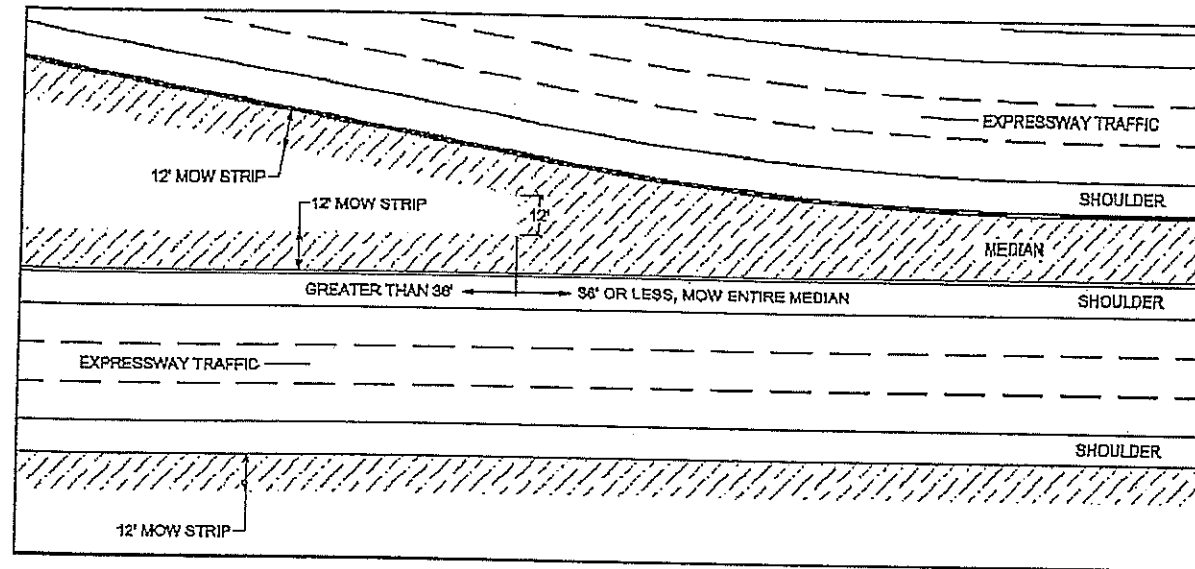 EXPRESSWAY TRAFFIC
12' MOW STRIP
SHOULDER
12' MOW STRIP
12'
MEDIAN
GREATER THAN 36'
36' OR LESS, MOW ENTIRE MEDIAN
SHOULDER
EXPRESSWAY TRAFFIC
SHOULDER
12' MOW STRIP